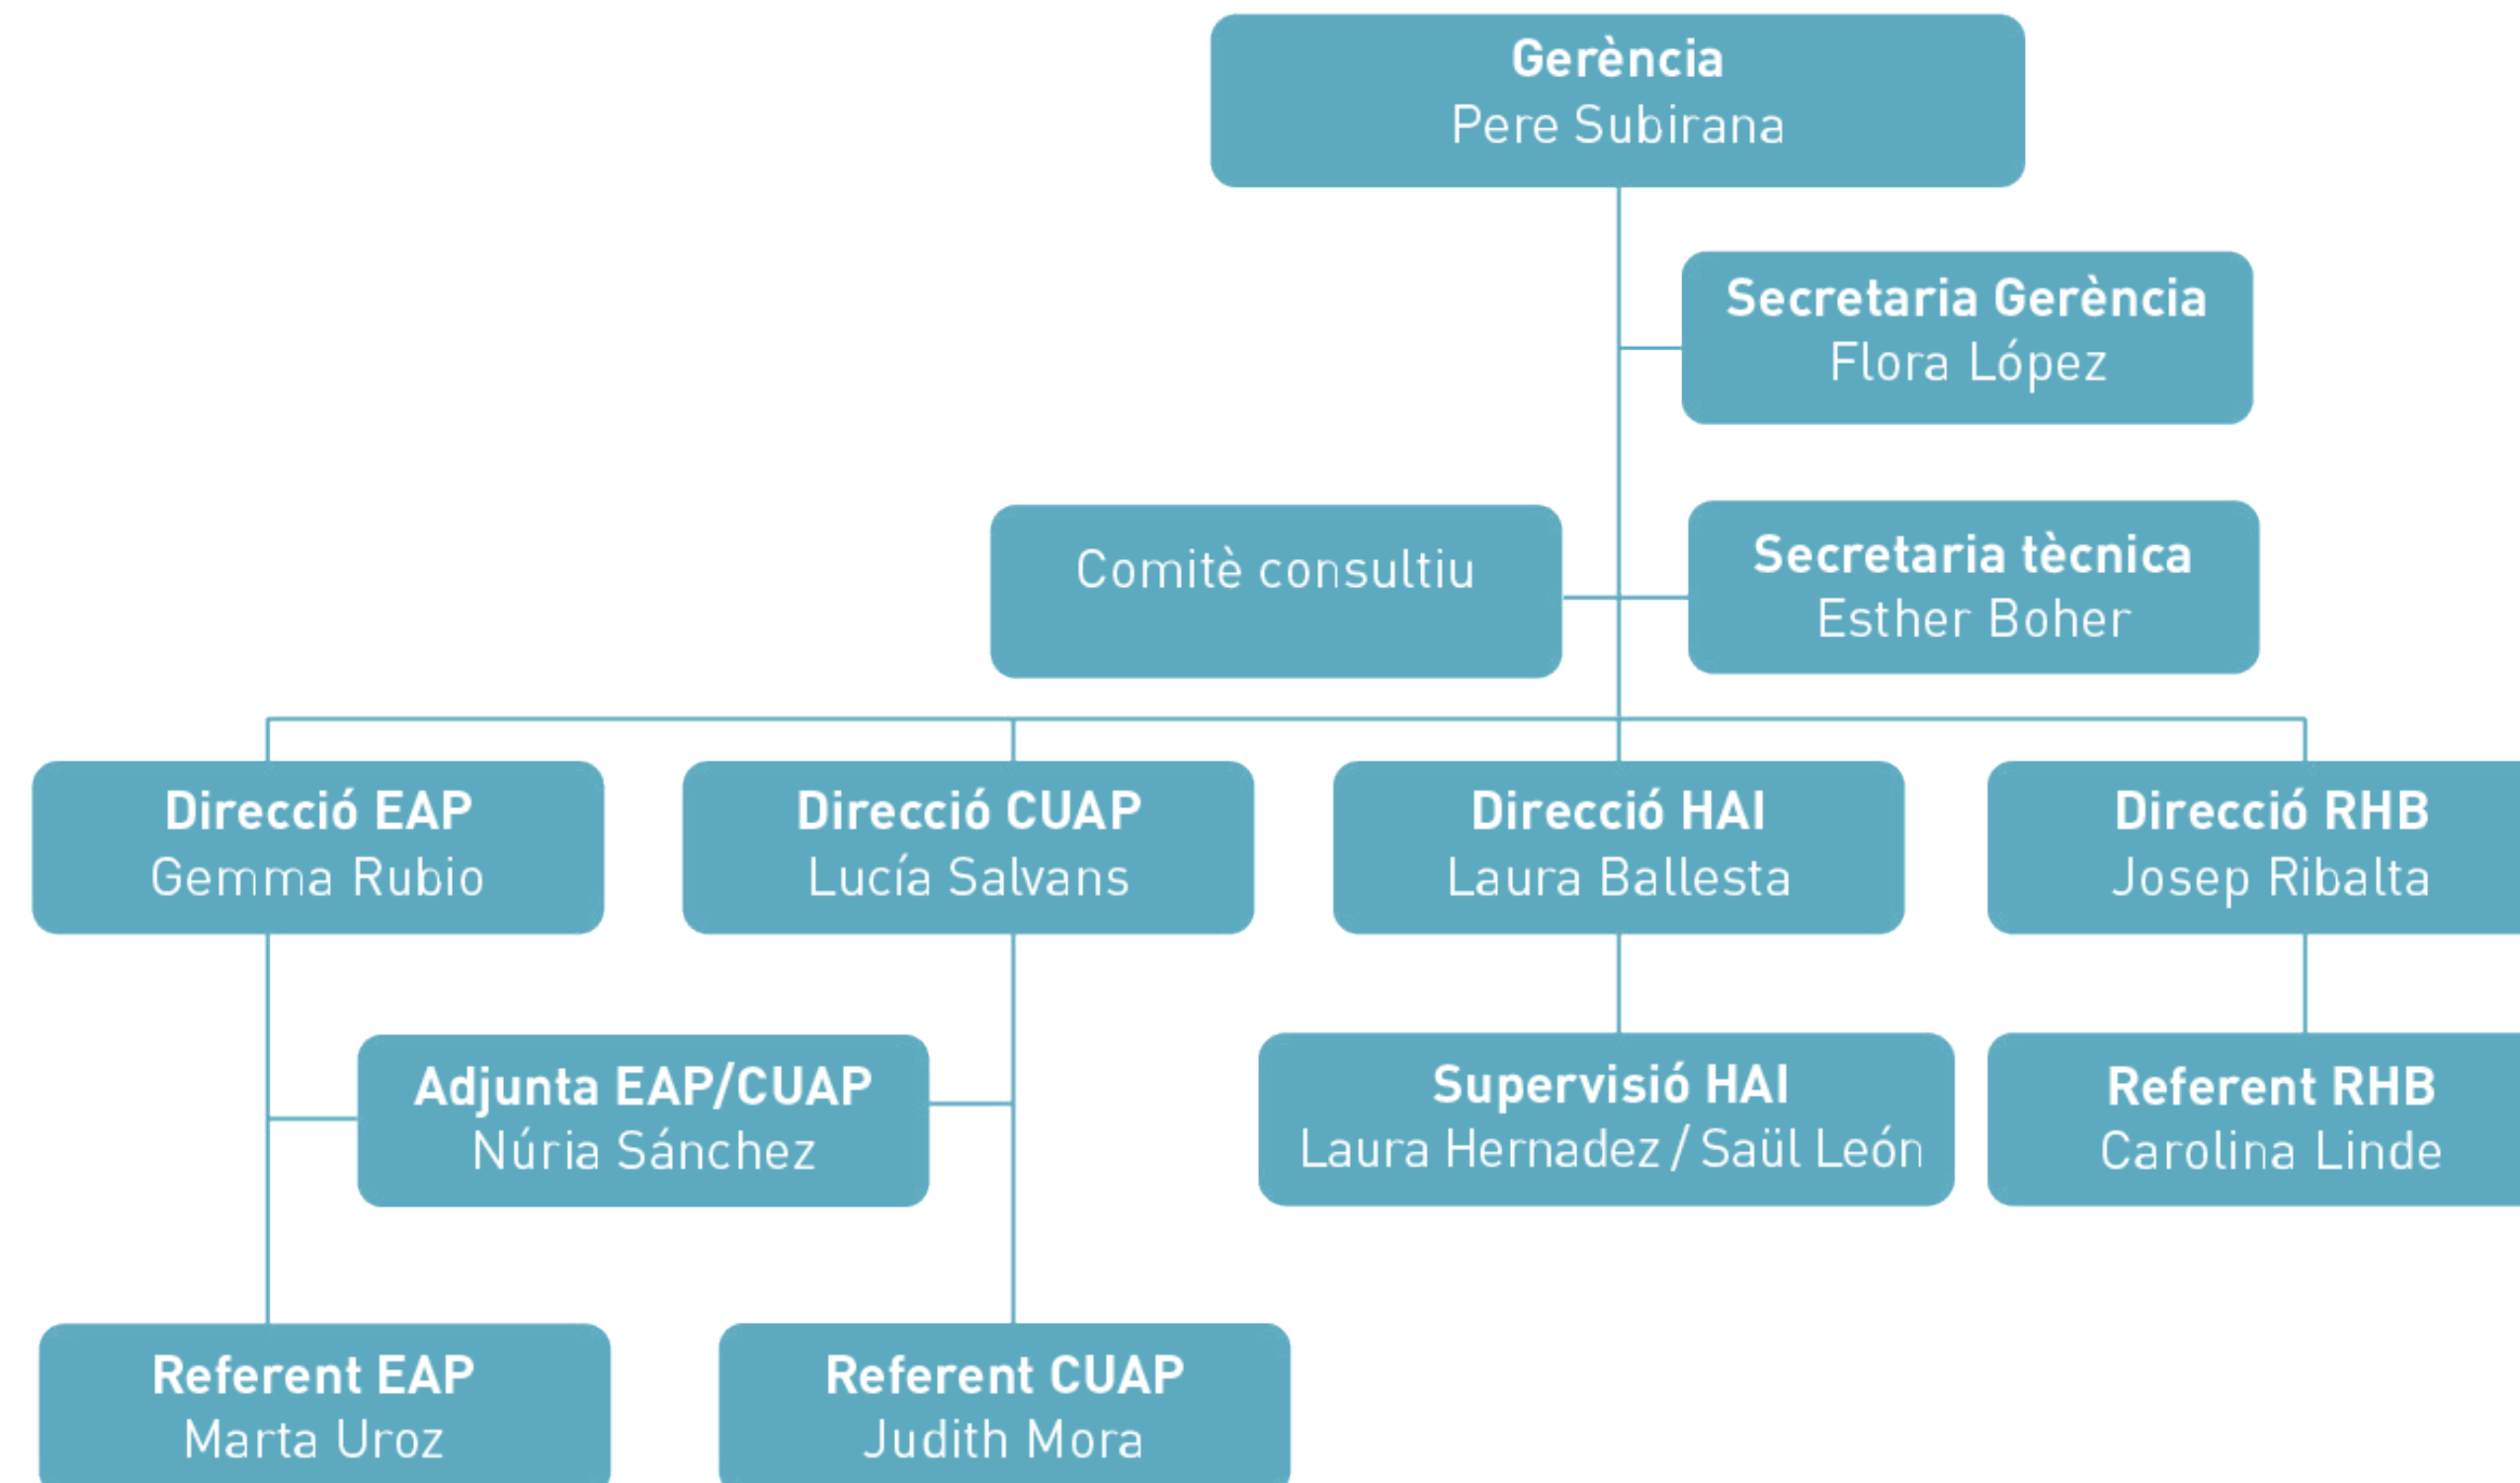 Gerència
Pere Subirana
Secretaria Gerència
Flora López
Comitè consultiu
Secretaria tècnica
Esther Boher
Direcció EAP
Gemma Rubio
Direcció CUAP
Lucía Salvans
Direcció HAI
Laura Ballesta
Direcció RHB
Josep Ribalta
Adjunta EAP/CUAP
Núria Sánchez
Supervisió HAI
Laura Hernadez / Saül León
Referent RHB
Carolina Linde
Referent EAP
Marta Uroz
Referent CUAP
Judith Mora